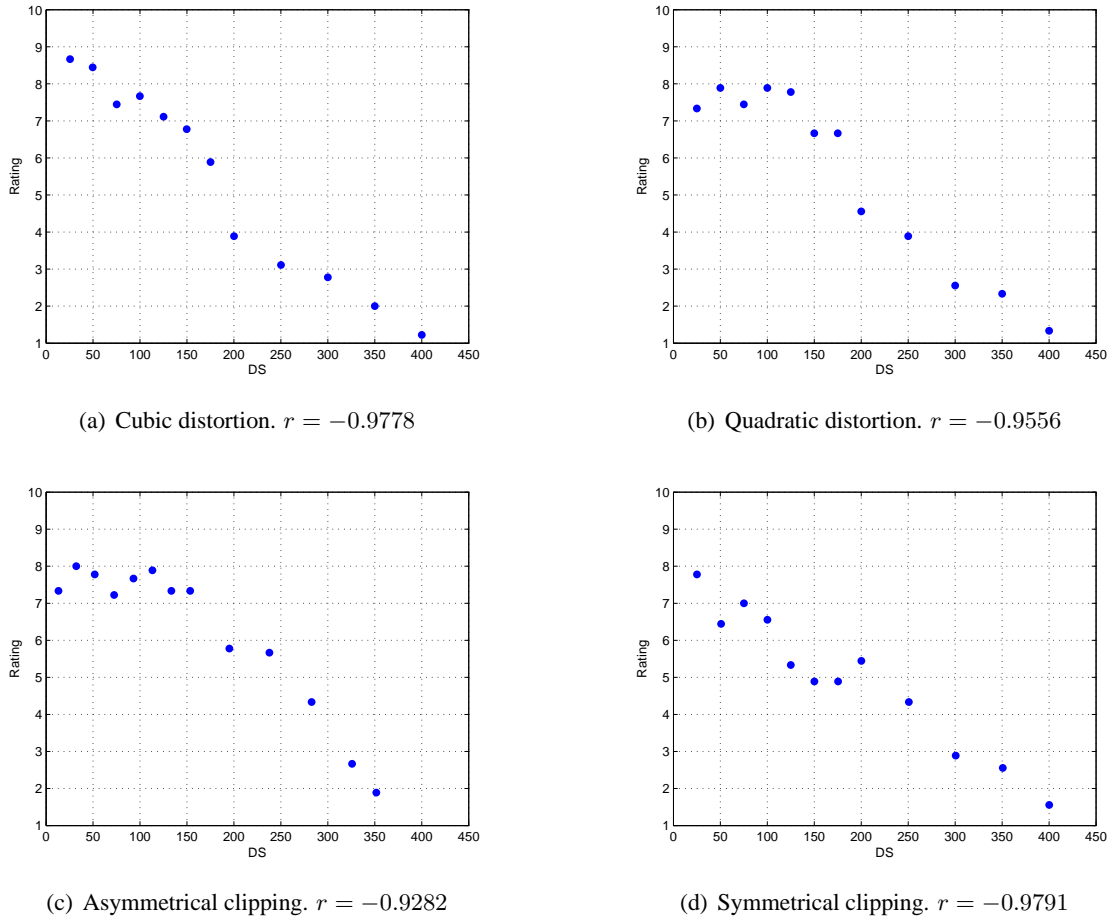 10
9
8
7
6
5
4
3
2
1
Rating
0 50 100 150 200 250 300 350 400 450
DS
(a) Cubic distortion. r = −0.9778
10
9
8
7
6
5
4
3
2
1
Rating
0 50 100 150 200 250 300 350 400 450
DS
(b) Quadratic distortion. r = −0.9556
10
9
8
7
6
5
4
3
2
1
Rating
0 50 100 150 200 250 300 350 400 450
DS
(c) Asymmetrical clipping. r = −0.9282
10
9
8
7
6
5
4
3
2
1
Rating
0 50 100 150 200 250 300 350 400 450
DS
(d) Symmetrical clipping. r = −0.9791